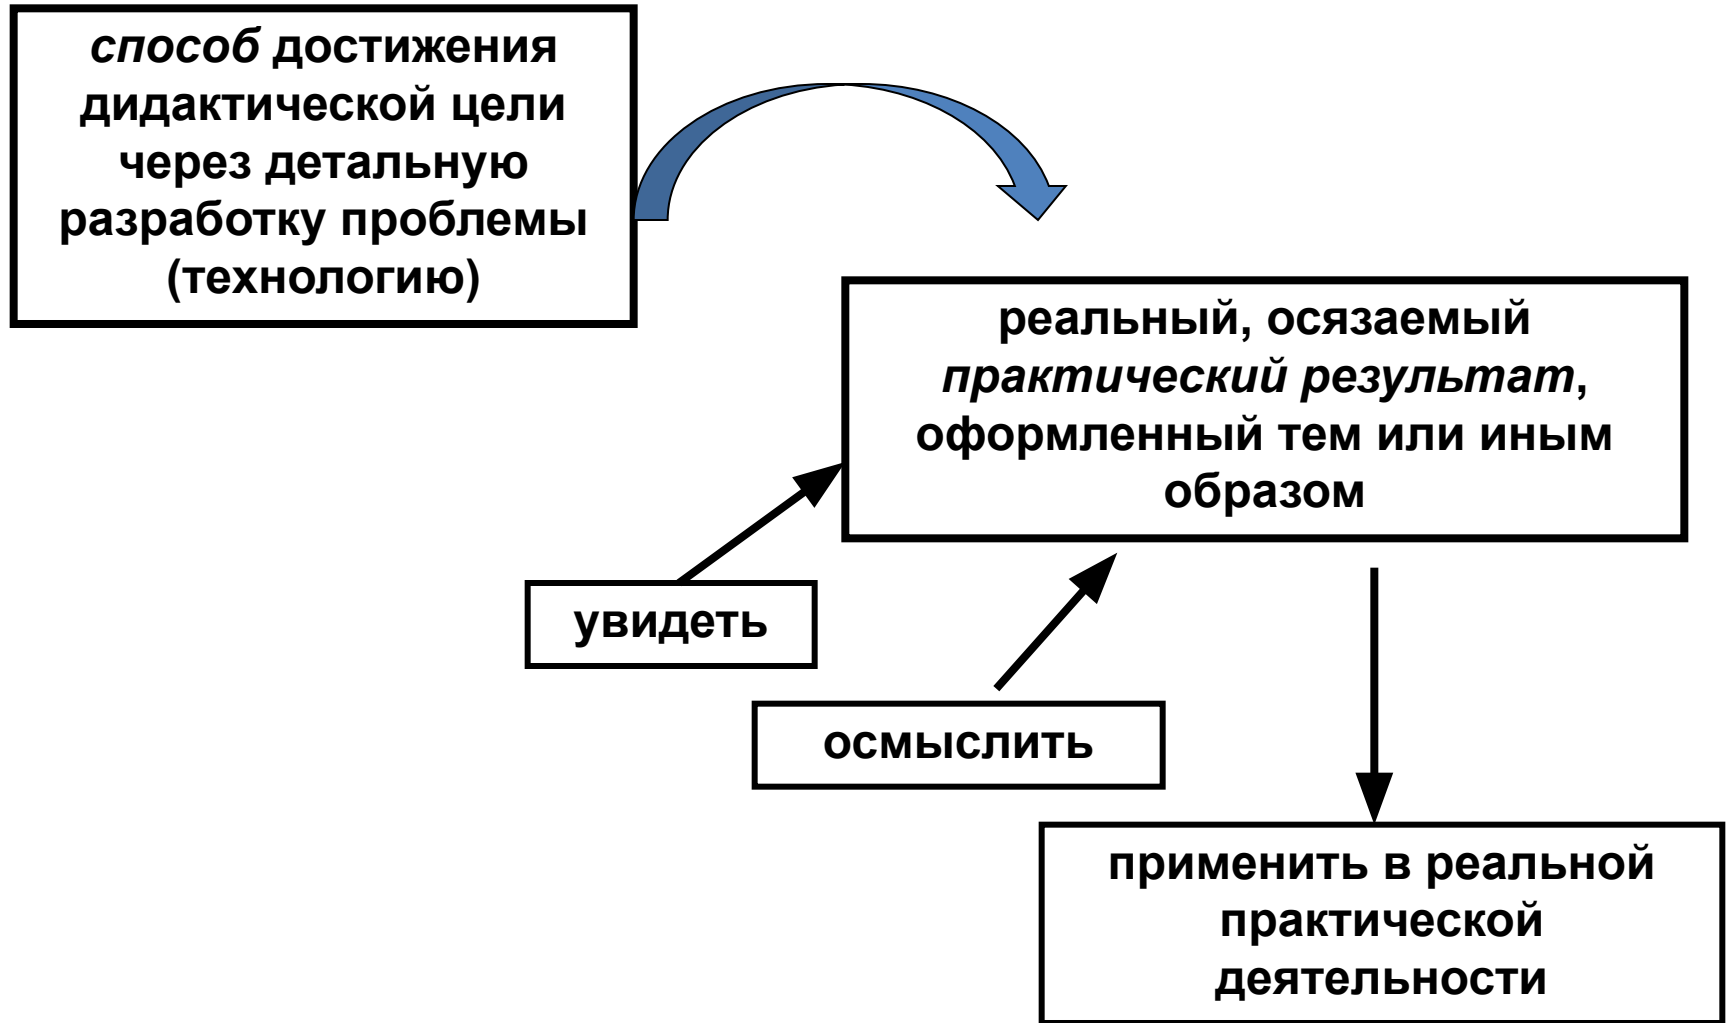 способ достижения
дидактической цели
через детальную
разработку проблемы
(технологию)
реальный, осязаемый
практический результат,
оформленный тем или иным
образом
увидеть
осмыслить
применить в реальной
практической
деятельности